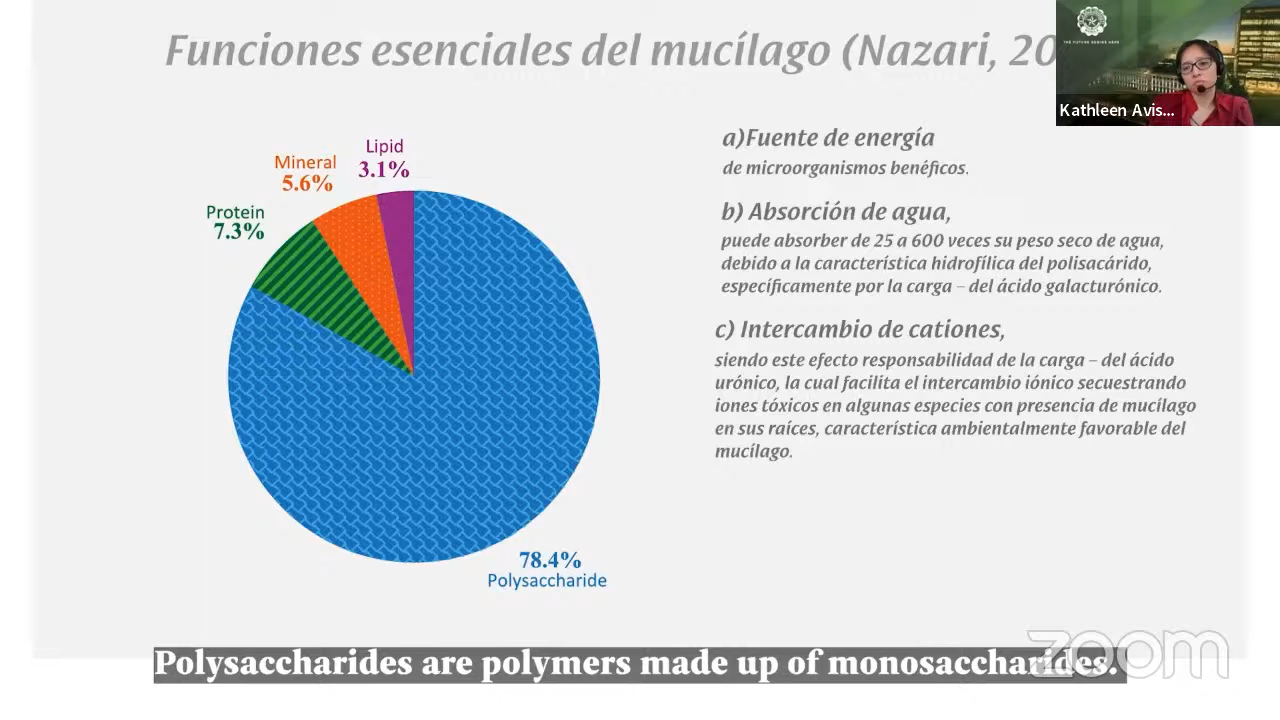 Funciones esenciales del mucílago (Nazari, 20
THE FUTURE BEGINS HERE
Kathleen Avis...
Lipid
3.1%
Mineral
5.6%
Protein
7.3%
78.4%
Polysaccharide
a)Fuente de energía
de microorganismos benéficos.
b) Absorción de agua,
puede absorber de 25 a 600 veces su peso seco de agua,
debido a la característica hidrofílica del polisacárido,
específicamente por la carga – del ácido galacturónico.
c) Intercambio de cationes,
siendo este efecto responsabilidad de la carga – del ácido
urónico, la cual facilita el intercambio iónico secuestrando
iones tóxicos en algunas especies con presencia de mucílago
en sus raíces, característica ambientalmente favorable del
mucílago.
Polysaccharides are polymers made up of monosaccharides.
zoom